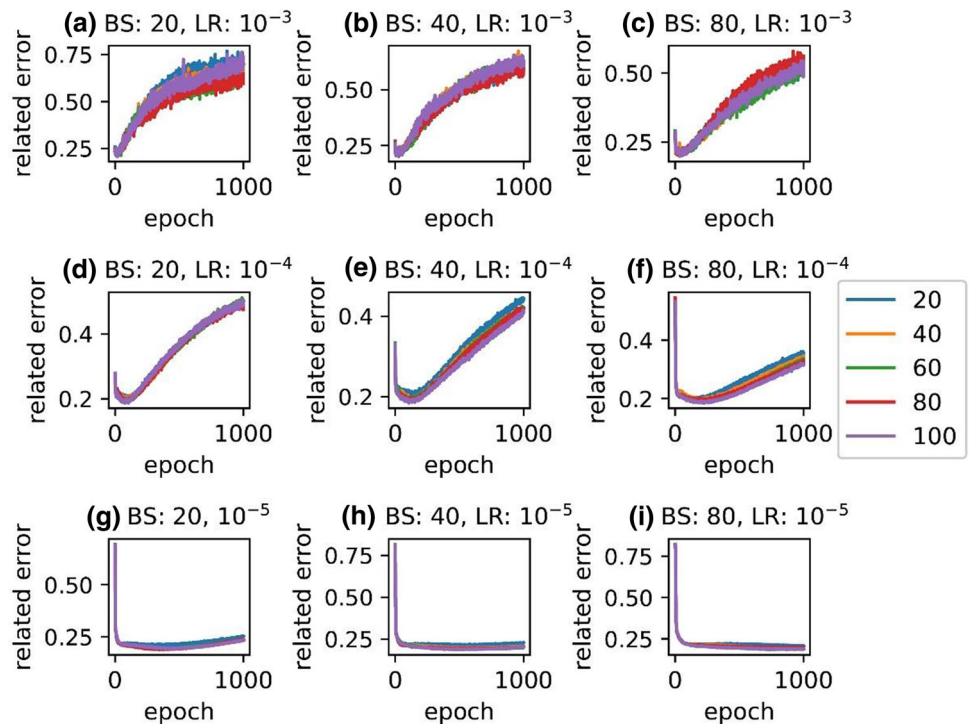 (a) BS: 20, LR: 10⁻³
(b) BS: 40, LR: 10⁻³
(c) BS: 80, LR: 10⁻³
related error
0.75
0.50
0.25
0
1000
epoch
related error
0.50
0.25
0
1000
epoch
related error
0.50
0.25
0
1000
epoch
(d) BS: 20, LR: 10⁻⁴
(e) BS: 40, LR: 10⁻⁴
(f) BS: 80, LR: 10⁻⁴
related error
0.4
0.2
0
1000
epoch
related error
0.4
0.2
0
1000
epoch
related error
0.4
0.2
0
1000
epoch
20
40
60
80
100
(g) BS: 20, 10⁻⁵
(h) BS: 40, LR: 10⁻⁵
(i) BS: 80, LR: 10⁻⁵
related error
0.50
0.25
0
1000
epoch
related error
0.75
0.50
0.25
0
1000
epoch
related error
0.75
0.50
0.25
0
1000
epoch